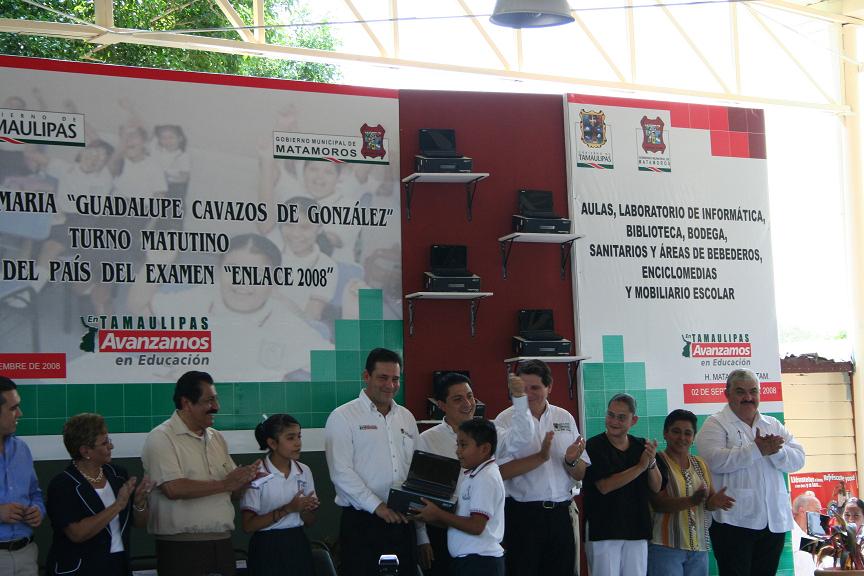 TAMAULIPAS
GOBIERNO MUNICIPAL DE
MATAMOROS
MARIA “GUADALUPE CAVAZOS DE GONZÁLEZ”
TURNO MATUTINO
DEL PAÍS DEL EXAMEN “ENLACE 2008”
En TAMAULIPAS
Avanzamos
en Educación
EMBRE DE 2008
TAMAULIPAS
MATAMOROS
AULAS, LABORATORIO DE INFORMÁTICA,
BIBLIOTECA, BODEGA,
SANITARIOS Y ÁREAS DE BEBEDEROS,
ENCICLOMEDIAS
Y MOBILIARIO ESCOLAR
En TAMAULIPAS
Avanzamos
en Educación
02 DE SEP
2008